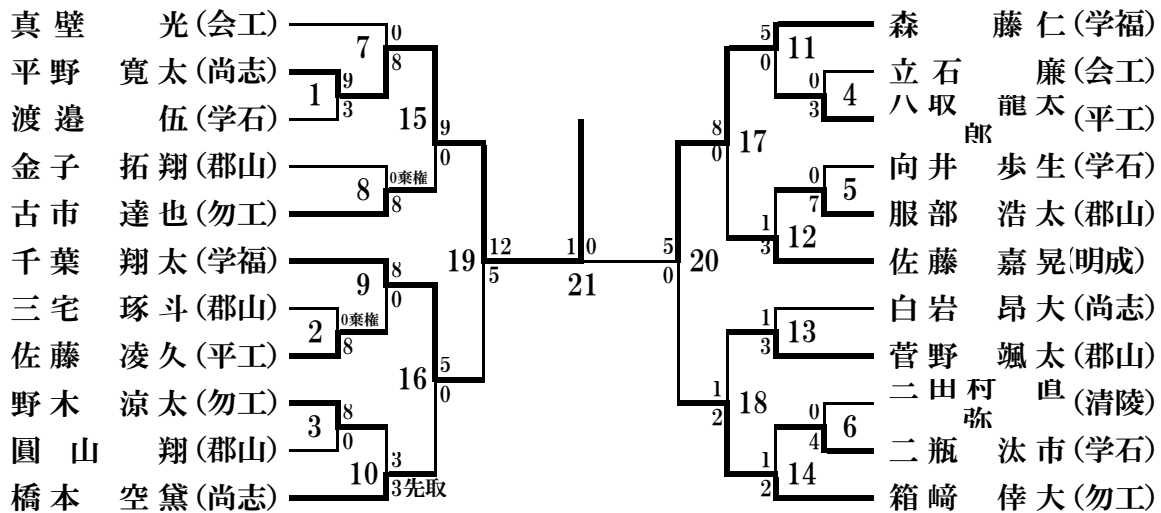 真壁 光(会工)
平野 寛太(尚志)
渡邉 伍(学石)
金子 拓翔(郡山)
古市 達也(勿工)
千葉 翔太(学福)
三宅 琢斗(郡山)
佐藤 凌久(平工)
野木 涼太(勿工)
圓山 翔(郡山)
橋本 空黛(尚志)
7
0
8
1
9
3
15
9
0
8
0棄権
8
19
12
5
9
8
0
2
0棄権
8
16
5
0
3
8
0
10
3
3先取
1 0
21
20
5
0
17
8
0
11
5
0
4
0
3
5
0
7
12
1
3
13
1
3
18
1
2
6
0
4
14
1
2
森 藤仁(学福)
立石 廉(会工)
八取 龍太郎(平工)
向井 歩生(学石)
服部 浩太(郡山)
佐藤 嘉晃(明成)
白岩 昂大(尚志)
菅野 颯太(郡山)
田村 直弥(清陵)
二瓶 汰市(学石)
箱﨑 倖大(勿工)